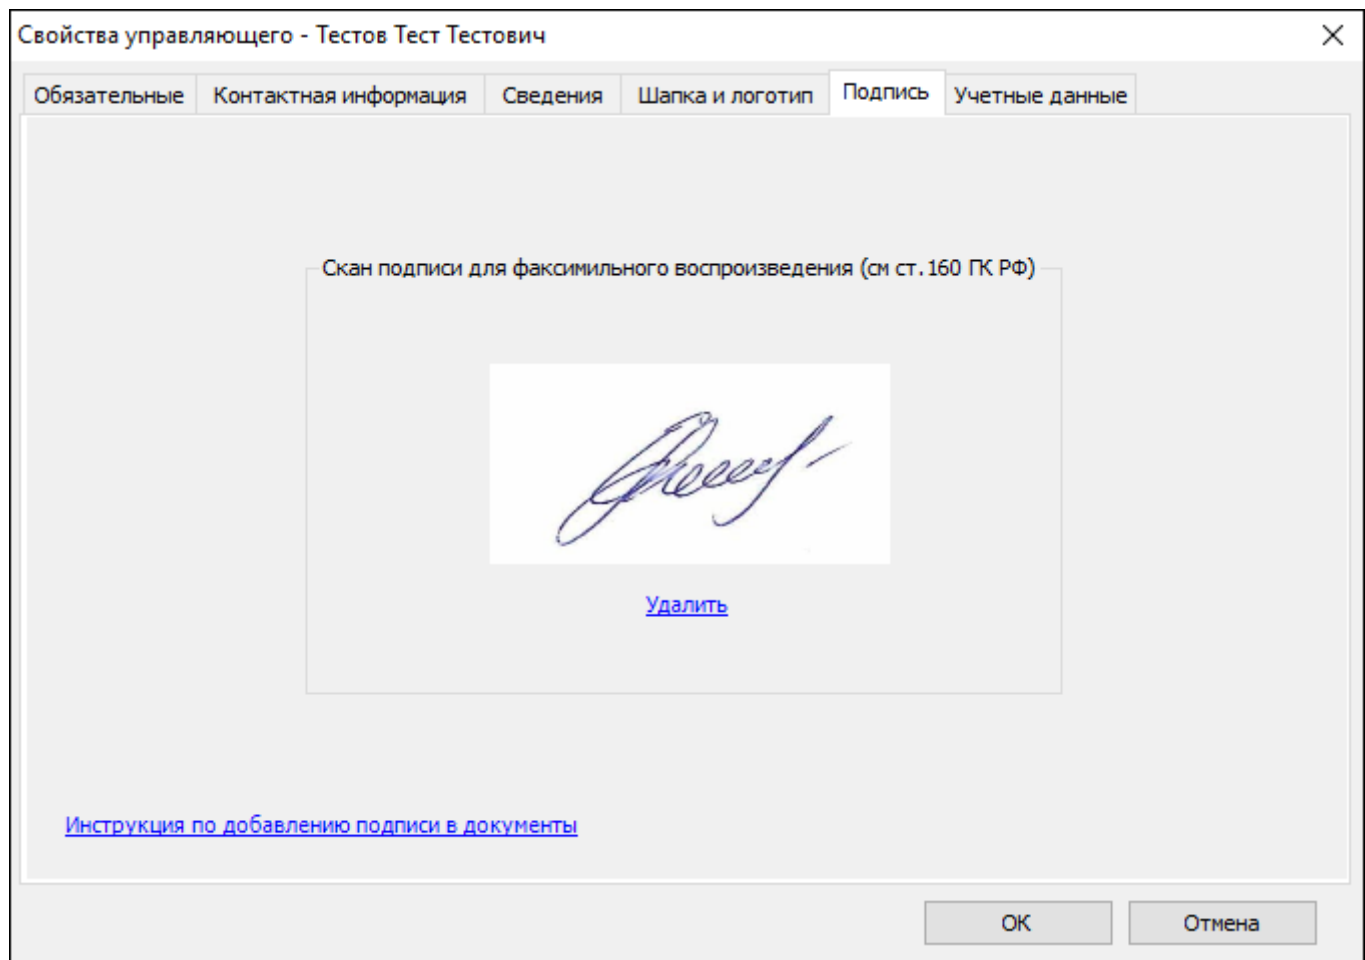 Свойства управляющего - Тестов Тест Тестович
Обязательные Контактная информация Сведения Шапка и логотип Подпись Учетные данные
Скан подписи для факсимильного воспроизведения (см ст.160 ГК РФ)
Удалить
Инструкция по добавлению подписи в документы
ОК Отмена